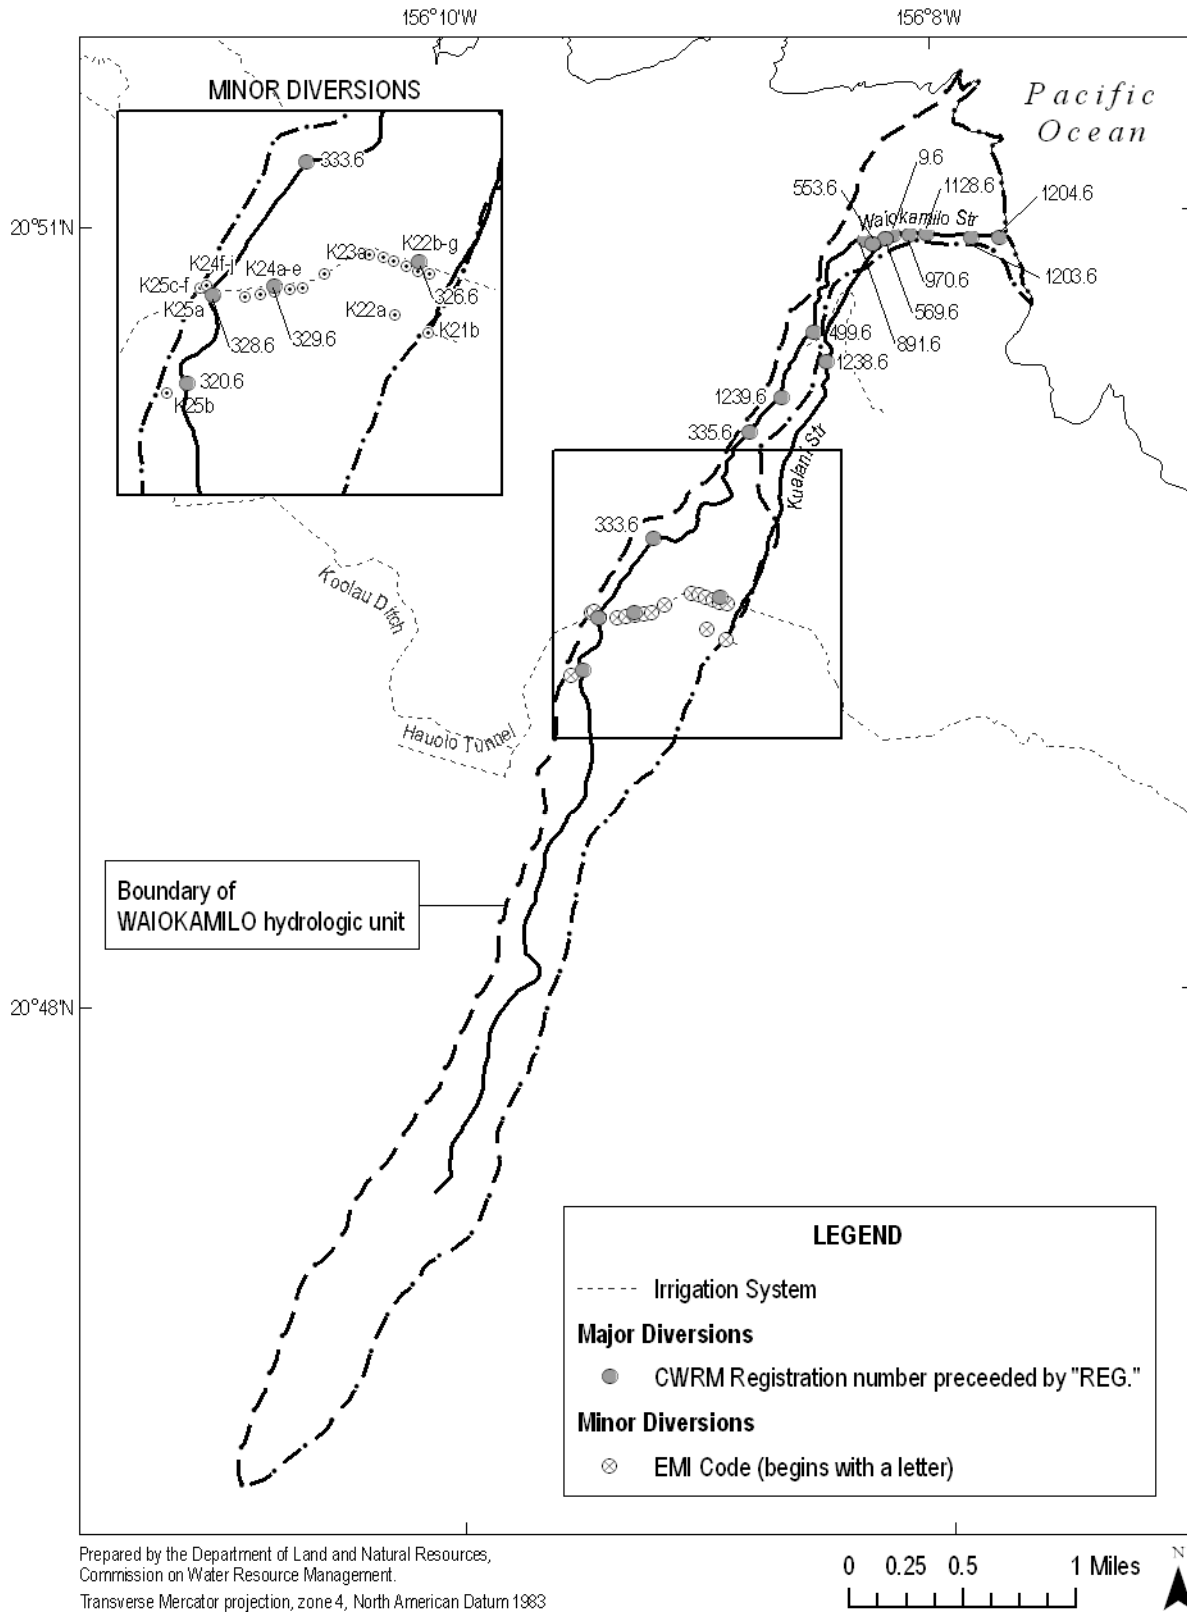 156°10'W
156°8'W
MINOR DIVERSIONS
Pacific
Ocean
333.6
9.6
553.6
1128.6
1204.6
Waiokamilo Str
20°51'N
K23a
K22b-g
K24f-j
K24a-e
K25c-f
K25a
326.6
K22a
K21b
328.6
329.6
320.6
K25b
1203.6
970.6
569.6
891.6
499.6
1238.6
1239.6
335.6
Kualani Str
333.6
Koolau Ditch
Hauolo Tunnel
Boundary of
WAIOKAMILO hydrologic unit
20°48'N
LEGEND
Irrigation System
Major Diversions
CWRM Registration number preceeded by "REG."
Minor Diversions
EMI Code (begins with a letter)
Prepared by the Department of Land and Natural Resources,
Commission on Water Resource Management.
Transverse Mercator projection, zone 4, North American Datum 1983
0 0.25 0.5 1 Miles
N